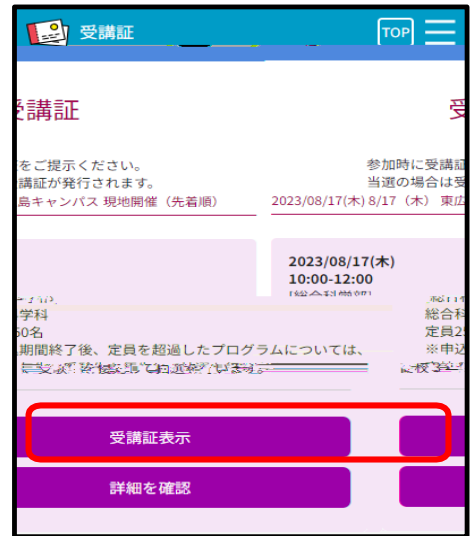 受講証
TOP
受講証
をご提示ください。
講証が発行されます。
島キャンパス 現地開催（先着順）
受
参加時に受講証
当選の場合は受
2023/08/17(木) 8/17（木） 東広
2023/08/17(木)
10:00-12:00
学科
50名
期間終了後、定員を超過したプログラムについては、
総合科
※申込
受講証表示
詳細を確認